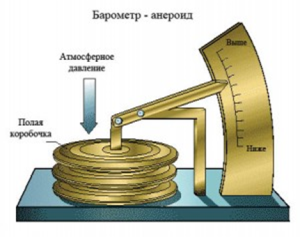 Барометр - анероид
Атмосферное
давление
Выше
Полая
коробочка
Ниже